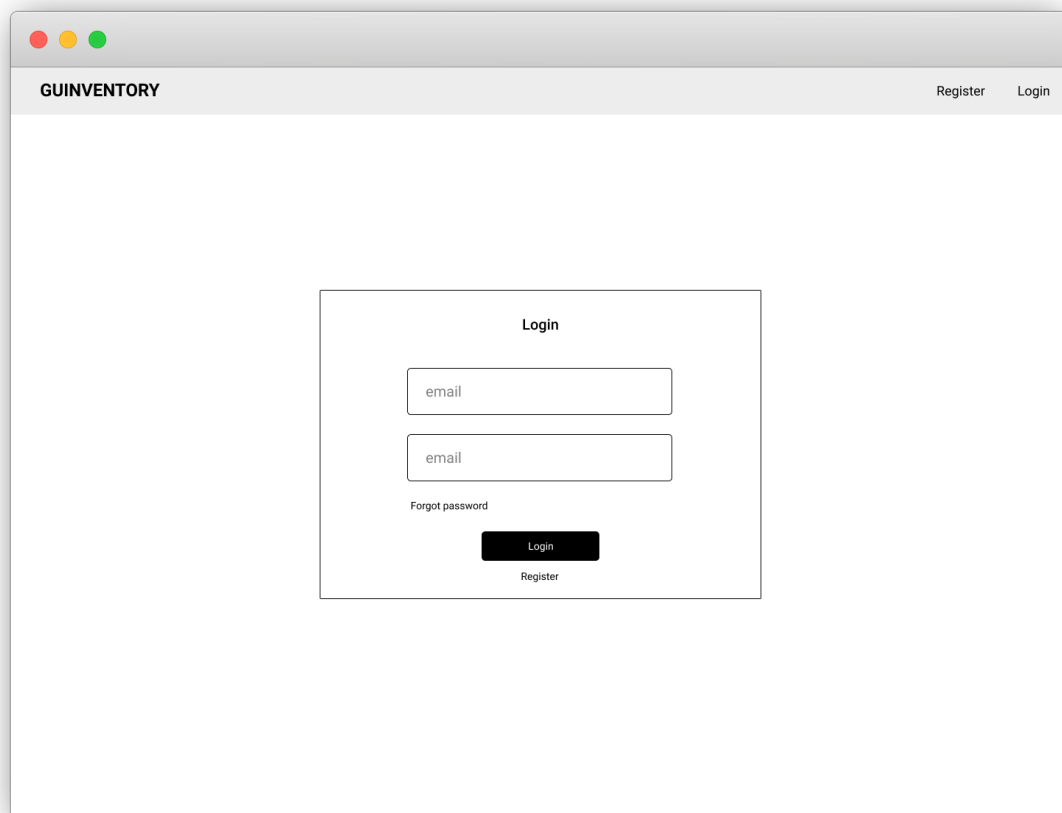 GUINVENTORY
Register Login
Login
email
email
Forgot password
Login
Register